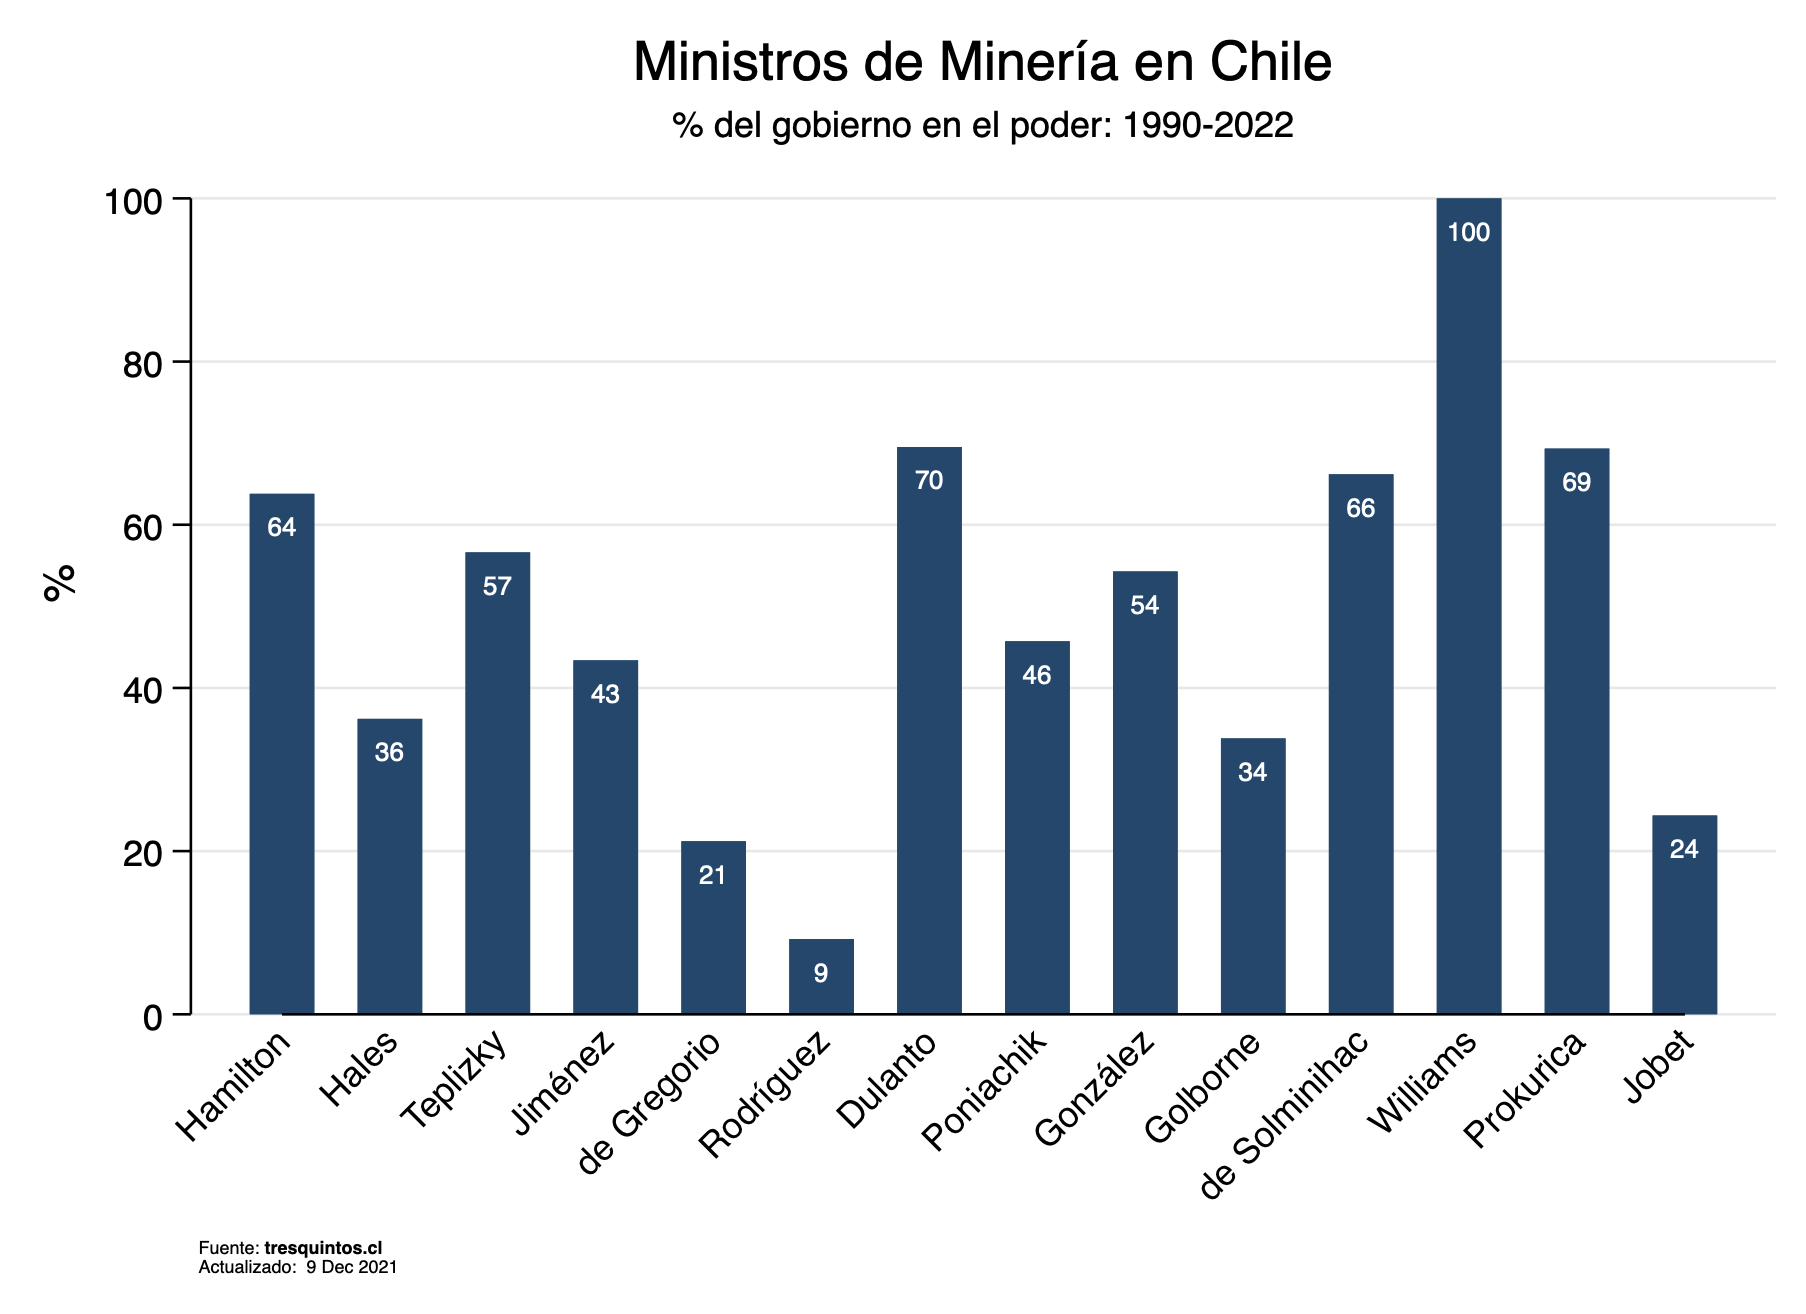 Ministros de Minería en Chile
% del gobierno en el poder: 1990-2022
%
100
80
60
40
20
0
64
36
57
43
21
9
70
46
54
34
66
100
69
24
Hamilton
Hales
Teplizky
Jiménez
de Gregorio
Rodríguez
Dulanto
Poniachik
González
Golborne
de Solminihac
Williams
Prokurica
Jobet
Fuente: tresquintos.cl
Actualizado:  9 Dec 2021